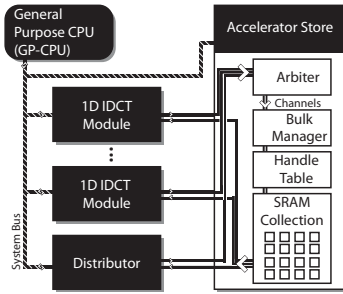 General
Purpose CPU
(GP-CPU)
Accelerator Store
Arbiter
Channels
Bulk
Manager
Handle
Table
SRAM
Collection
1D IDCT
Module
1D IDCT
Module
Distributor
System Bus